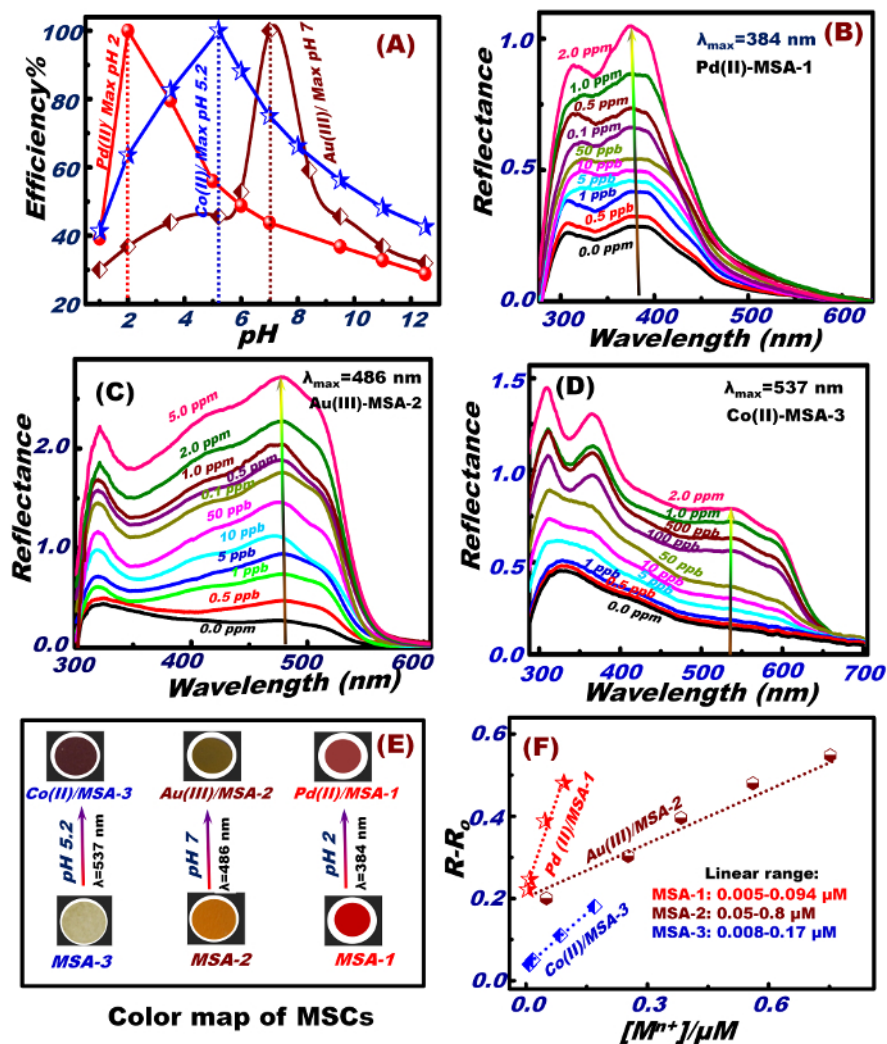 (A)
100
80
60
40
20
Efficiency%
Pd(II)/ Max pH 2
Co(II)/ Max pH 5.2
Au(III)/ Max pH 7
2
4
6
8
10
12
pH
(B)
λmax=384 nm
Pd(II)-MSA-1
1.0
0.5
0.0
Reflectance
2.0 ppm
1.0 ppm
0.5 ppm
0.1 ppm
50 ppb
10 ppb
5 ppb
1 ppb
0.5 ppb
0.0 ppm
300
400
500
600
Wavelength (nm)
(C)
λmax=486 nm
Au(III)-MSA-2
2.0
1.0
0.0
Reflectance
5.0 ppm
2.0 ppm
1.0 ppm
0.5 ppm
0.1 ppm
50 ppb
10 ppb
5 ppb
1 ppb
0.5 ppb
0.0 ppm
300
400
500
600
Wavelength (nm)
(D)
λmax=537 nm
Co(II)-MSA-3
1.5
1.0
0.5
0.0
Reflectance
2.0 ppm
1.0 ppm
500 ppb
100 ppb
50 ppb
10 ppb
5 ppb
1 ppb
0.5 ppb
0.0 ppm
300
400
500
600
700
Wavelength (nm)
(E)
Co(II)/MSA-3
Au(III)/MSA-2
Pd(II)/MSA-1
pH 5.2
λ=537 nm
pH 7
λ=486 nm
pH 2
λ=384 nm
MSA-3
MSA-2
MSA-1
Color map of MSCs
(F)
0.6
0.4
0.2
0.0
R-Ro
Pd (II)/MSA-1
Au(III)/MSA-2
Co(II)/MSA-3
Linear range:
MSA-1: 0.005-0.094 µM
MSA-2: 0.05-0.8 µM
MSA-3: 0.008-0.17 µM
0.0
0.3
0.6
[Mⁿ⁺]/µM